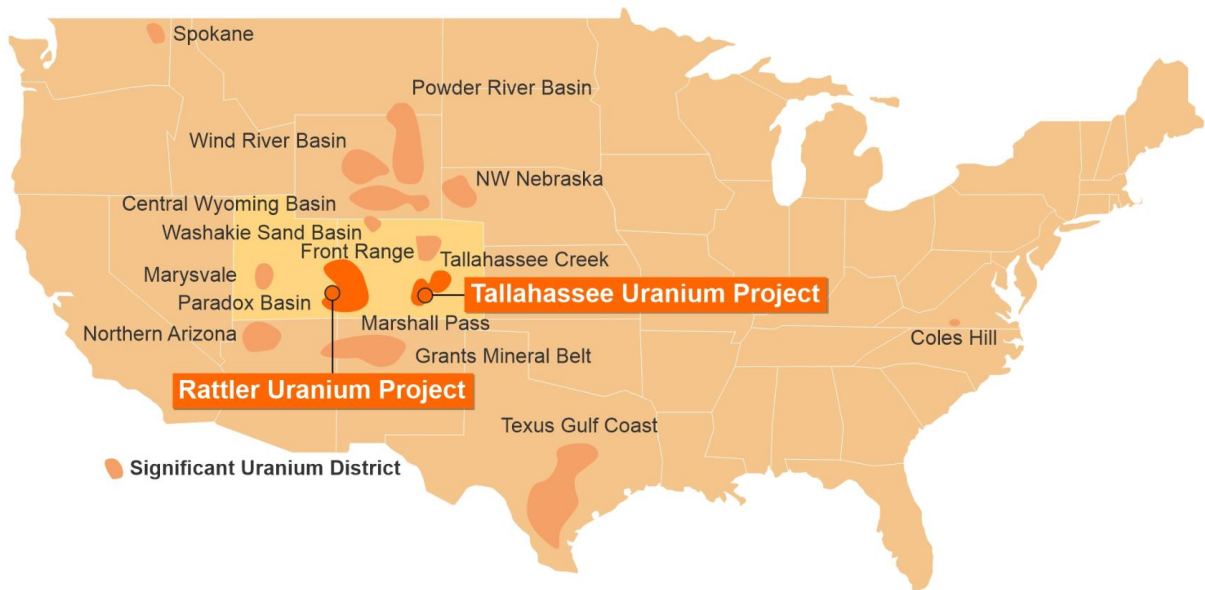 Spokane
Powder River Basin
Wind River Basin
NW Nebraska
Central Wyoming Basin
Washakie Sand Basin
Front Range
Tallahassee Creek
Marysvale
Tallahassee Uranium Project
Paradox Basin
Marshall Pass
Northern Arizona
Coles Hill
Grants Mineral Belt
Rattler Uranium Project
Texus Gulf Coast
Significant Uranium District